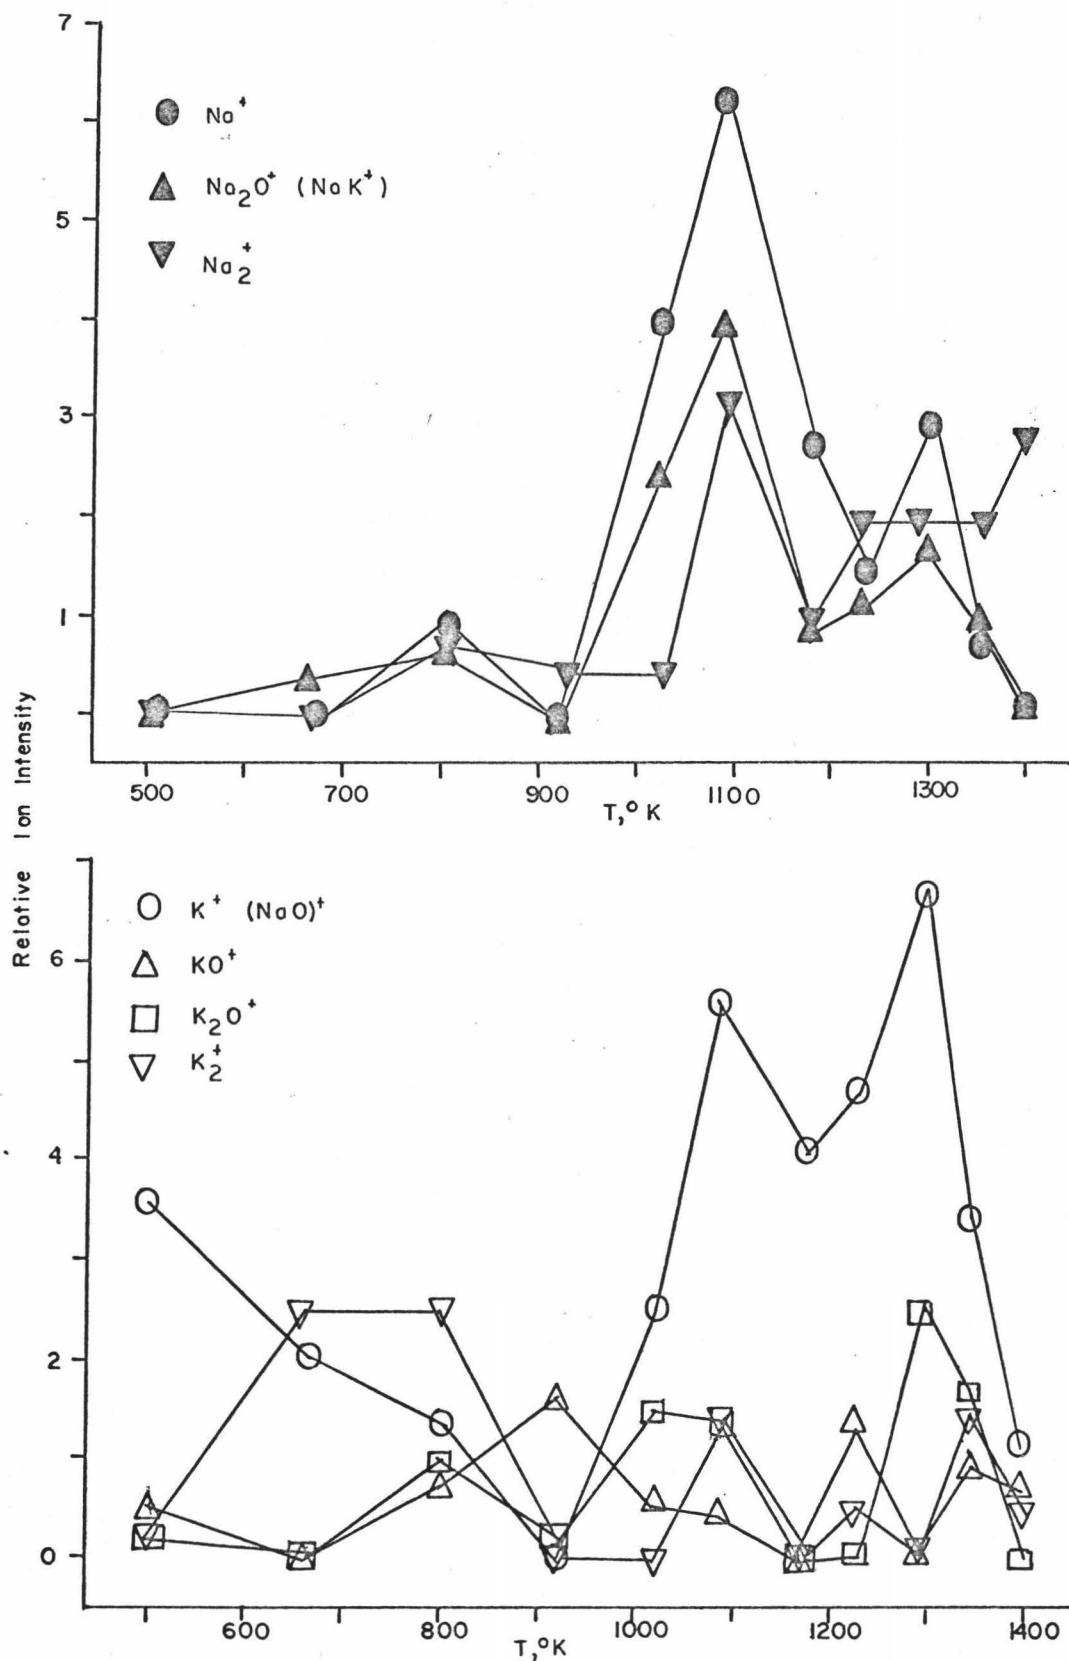 7
Na⁺
Na₂O⁺ (NaK⁺)
5
Na₂⁺
3
1
500 700 900 1100 1300
T,°K
Relative Ion Intensity
K⁺ (NaO)⁺
6
KO⁺
K₂O⁺
K₂⁺
4
2
0
600 800 1000 1200 1400
T,°K